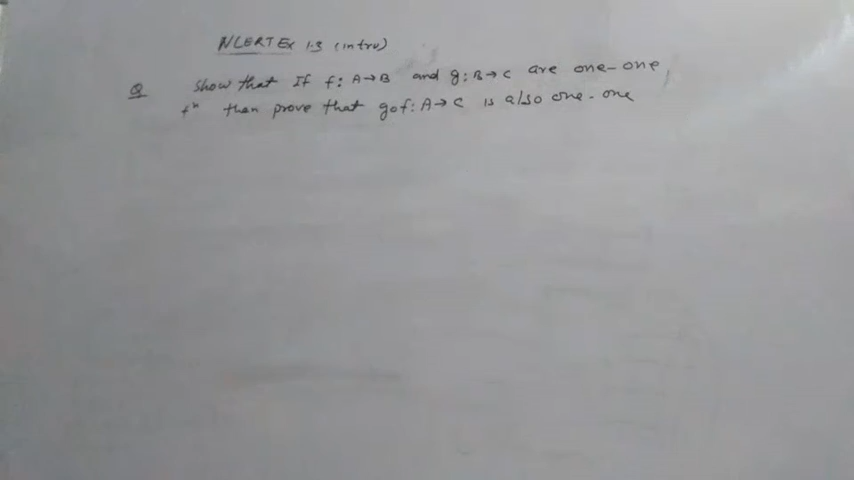 NCERT Ex 1.3 (intro)
Q Show that If f: A→B and g: B→C are one-one
fⁿ then prove that gof: A→C is also one-one